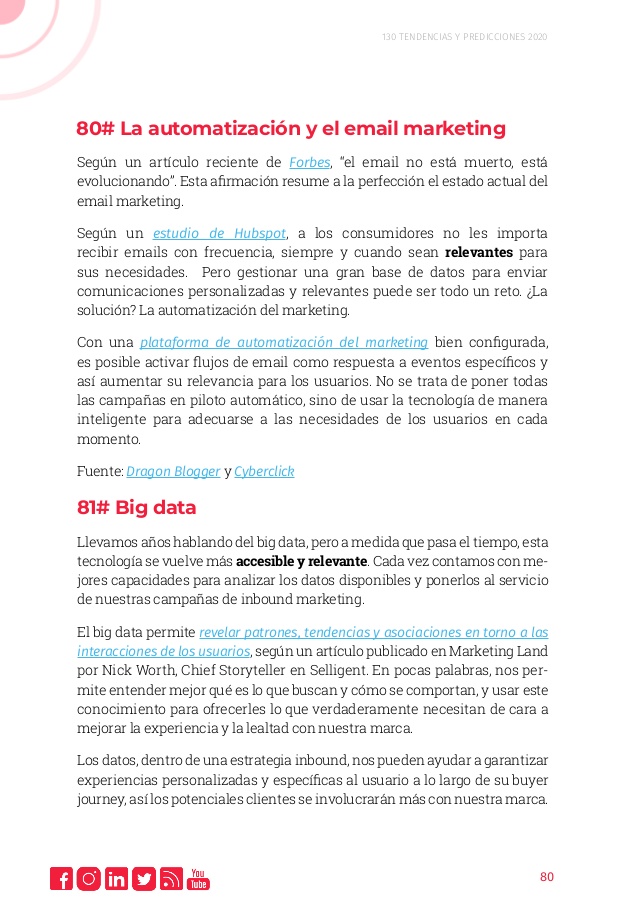 130 TENDENCIAS Y PREDICCIONES 2020
80# La automatización y el email marketing
Según un artículo reciente de Forbes, “el email no está muerto, está
evolucionando”. Esta afirmación resume a la perfección el estado actual del
email marketing.
Según un estudio de Hubspot, a los consumidores no les importa
recibir emails con frecuencia, siempre y cuando sean relevantes para
sus necesidades. Pero gestionar una gran base de datos para enviar
comunicaciones personalizadas y relevantes puede ser todo un reto. ¿La
solución? La automatización del marketing.
Con una plataforma de automatización del marketing bien configurada,
es posible activar flujos de email como respuesta a eventos específicos y
así aumentar su relevancia para los usuarios. No se trata de poner todas
las campañas en piloto automático, sino de usar la tecnología de manera
inteligente para adecuarse a las necesidades de los usuarios en cada
momento.
Fuente: Dragon Blogger y Cyberclick
81# Big data
Llevamos años hablando del big data, pero a medida que pasa el tiempo, esta
tecnología se vuelve más accesible y relevante. Cada vez contamos con me-
jores capacidades para analizar los datos disponibles y ponerlos al servicio
de nuestras campañas de inbound marketing.
El big data permite revelar patrones, tendencias y asociaciones en torno a las
interacciones de los usuarios, según un artículo publicado en Marketing Land
por Nick Worth, Chief Storyteller en Selligent. En pocas palabras, nos per-
mite entender mejor qué es lo que buscan y cómo se comportan, y usar este
conocimiento para ofrecerles lo que verdaderamente necesitan de cara a
mejorar la experiencia y la lealtad con nuestra marca.
Los datos, dentro de una estrategia inbound, nos pueden ayudar a garantizar
experiencias personalizadas y específicas al usuario a lo largo de su buyer
journey, así los potenciales clientes se involucrarán más con nuestra marca.
You
Tube
80